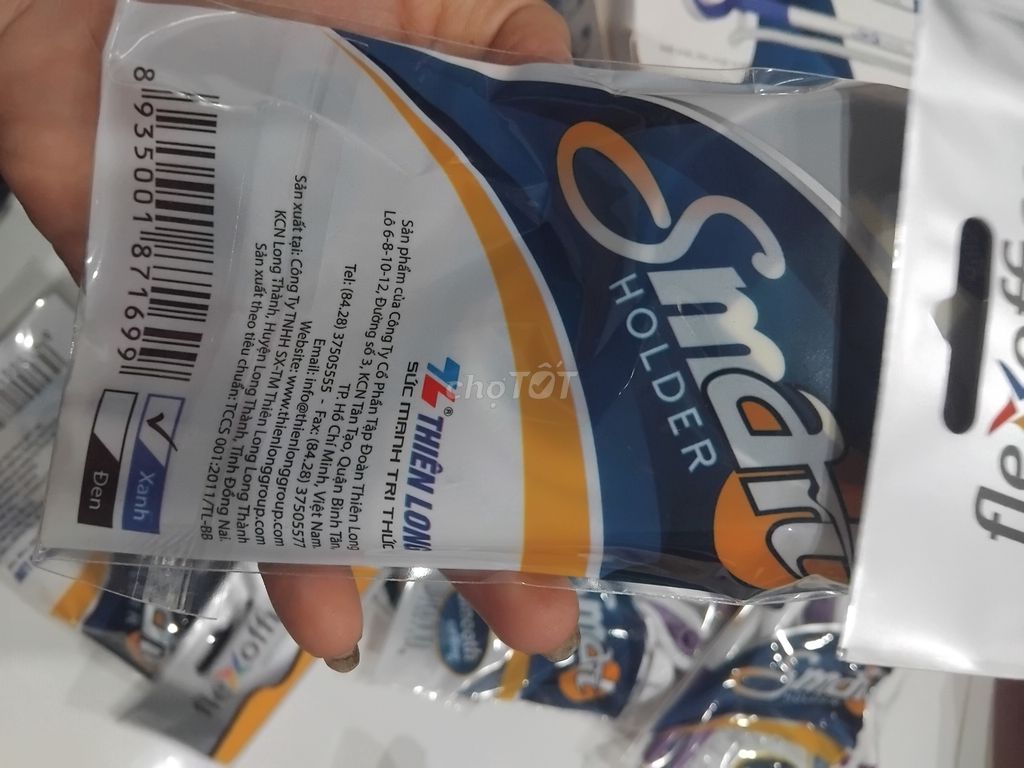 Smart
HOLDER
THIÊN LONG
®
SỨC MẠNH TRI THỨC
Sản phẩm của Công Ty Cổ Phần Tập Đoàn Thiên Long
Lô 6-8-10-12, Đường số 3, KCN Tân Tạo, Quận Bình Tân
TP. Hồ Chí Minh, Việt Nam.
Tel: (84.28) 37505555 - Fax: (84.28) 37505577
Email: info@thienlonggroup.com
Website: www.thienlonggroup.com
Sản xuất tại: Công Ty TNHH SX-TM Thiên Long Long Thành
KCN Long Thành, Huyện Long Thành, Tỉnh Đồng Nai.
Sản xuất theo tiêu chuẩn: TCCS 001:2011/TL-BB
8 935001 871699
Xanh
Đen
chợTỐT
flexoffice
flexoffi
Smart